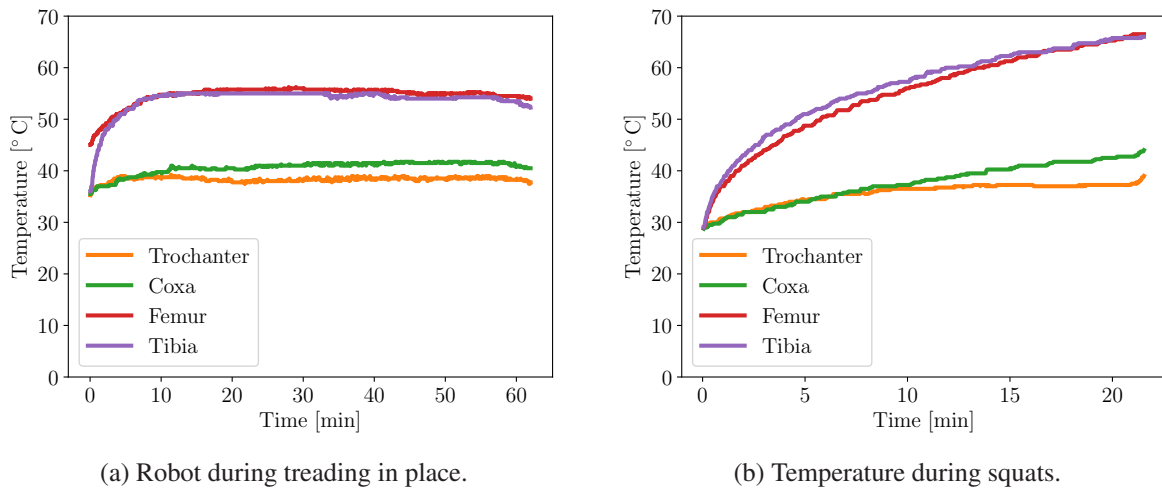 70
60
50
40
30
20
10
0
Temperature [° C]
Trochanter
Coxa
Femur
Tibia
0 10 20 30 40 50 60
Time [min]
(a) Robot during treading in place.
70
60
50
40
30
20
10
0
Temperature [° C]
Trochanter
Coxa
Femur
Tibia
0 5 10 15 20
Time [min]
(b) Temperature during squats.